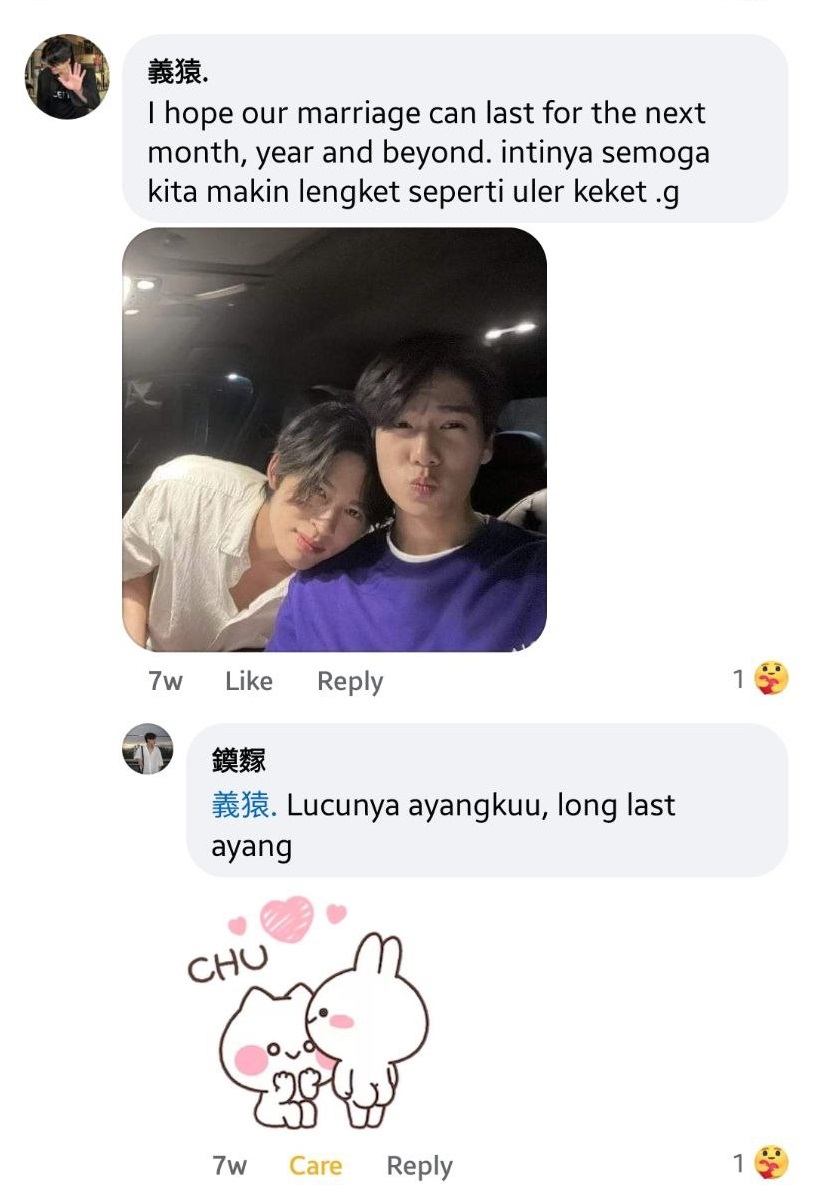 義猿.
I hope our marriage can last for the next
month, year and beyond. intinya semoga
kita makin lengket seperti uler keket .g
7w Like Reply 1
鏌鎵
義猿. Lucunya ayangkuu, long last
ayang
CHU
7w Care Reply 1